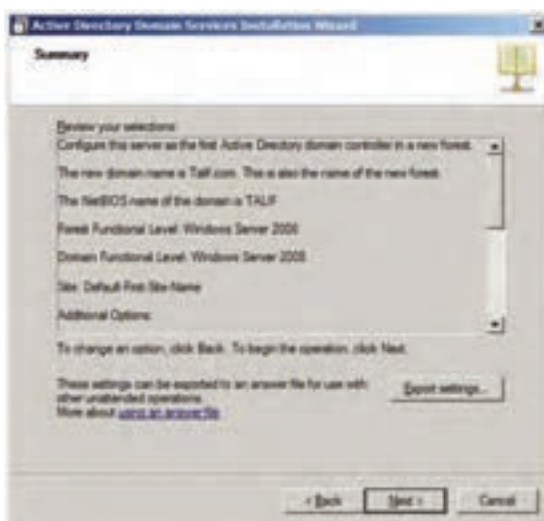 Active Directory Domain Services Installation Wizard
Summary
Review your selections:
Configure this server as the first Active Directory domain controller in a new forest.
The new domain name is Talif.com. This is also the name of the new forest.
The NetBIOS name of the domain is TALIF
Forest Functional Level: Windows Server 2008
Domain Functional Level: Windows Server 2008
Site: Default-First-Site-Name
Additional Options:
To change an option, click Back. To begin the operation, click Next.
These settings can be exported to an answer file for use with
other unattended operations.
More about using an answer file
Export settings...
< Back
Next >
Cancel